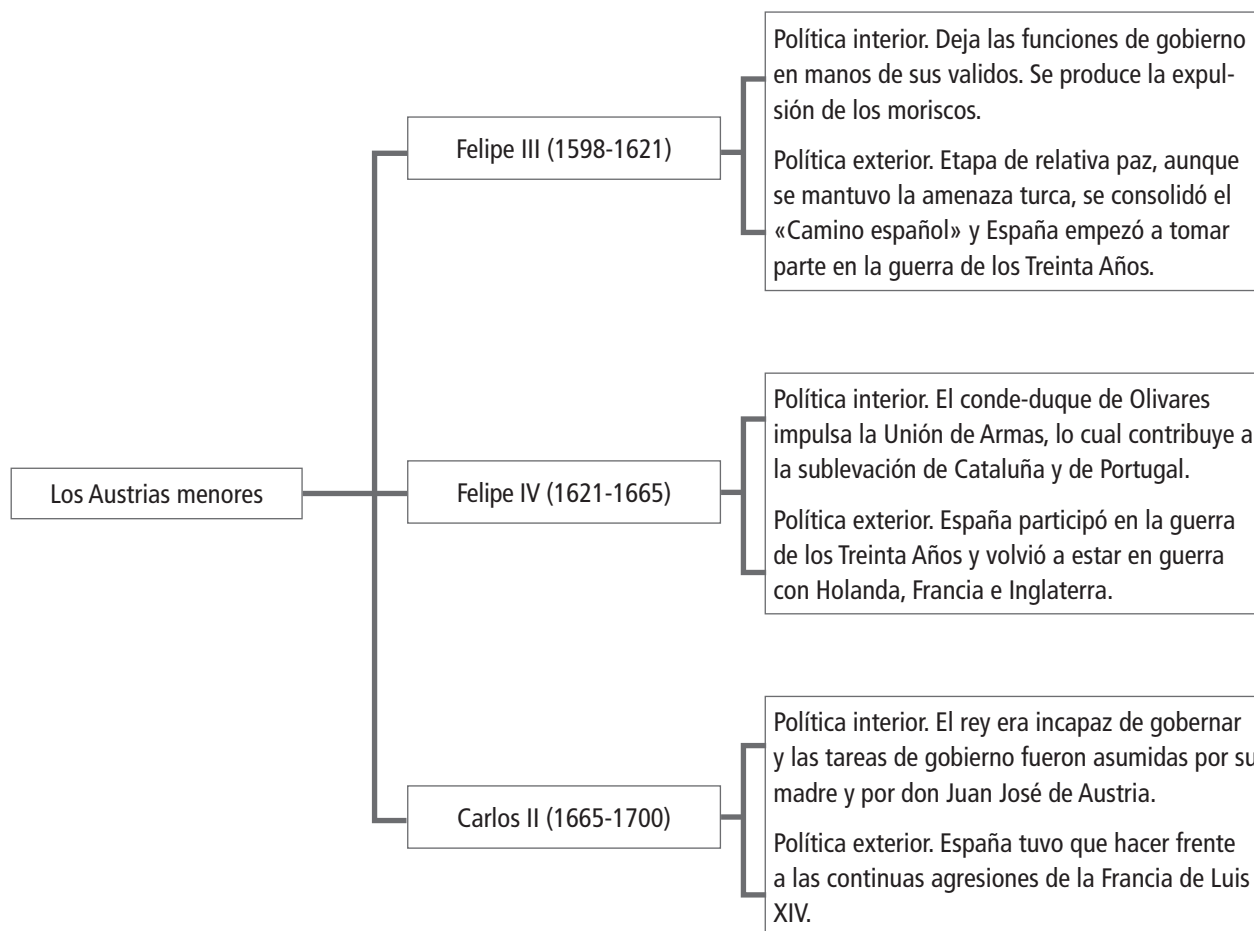 Los Austrias menores
Felipe III (1598-1621)
Política interior. Deja las funciones de gobierno
en manos de sus validos. Se produce la expul-
sión de los moriscos.
Política exterior. Etapa de relativa paz, aunque
se mantuvo la amenaza turca, se consolidó el
«Camino español» y España empezó a tomar
parte en la guerra de los Treinta Años.
Felipe IV (1621-1665)
Política interior. El conde-duque de Olivares
impulsa la Unión de Armas, lo cual contribuye a
la sublevación de Cataluña y de Portugal.
Política exterior. España participó en la guerra
de los Treinta Años y volvió a estar en guerra
con Holanda, Francia e Inglaterra.
Carlos II (1665-1700)
Política interior. El rey era incapaz de gobernar
y las tareas de gobierno fueron asumidas por su
madre y por don Juan José de Austria.
Política exterior. España tuvo que hacer frente
a las continuas agresiones de la Francia de Luis
XIV.